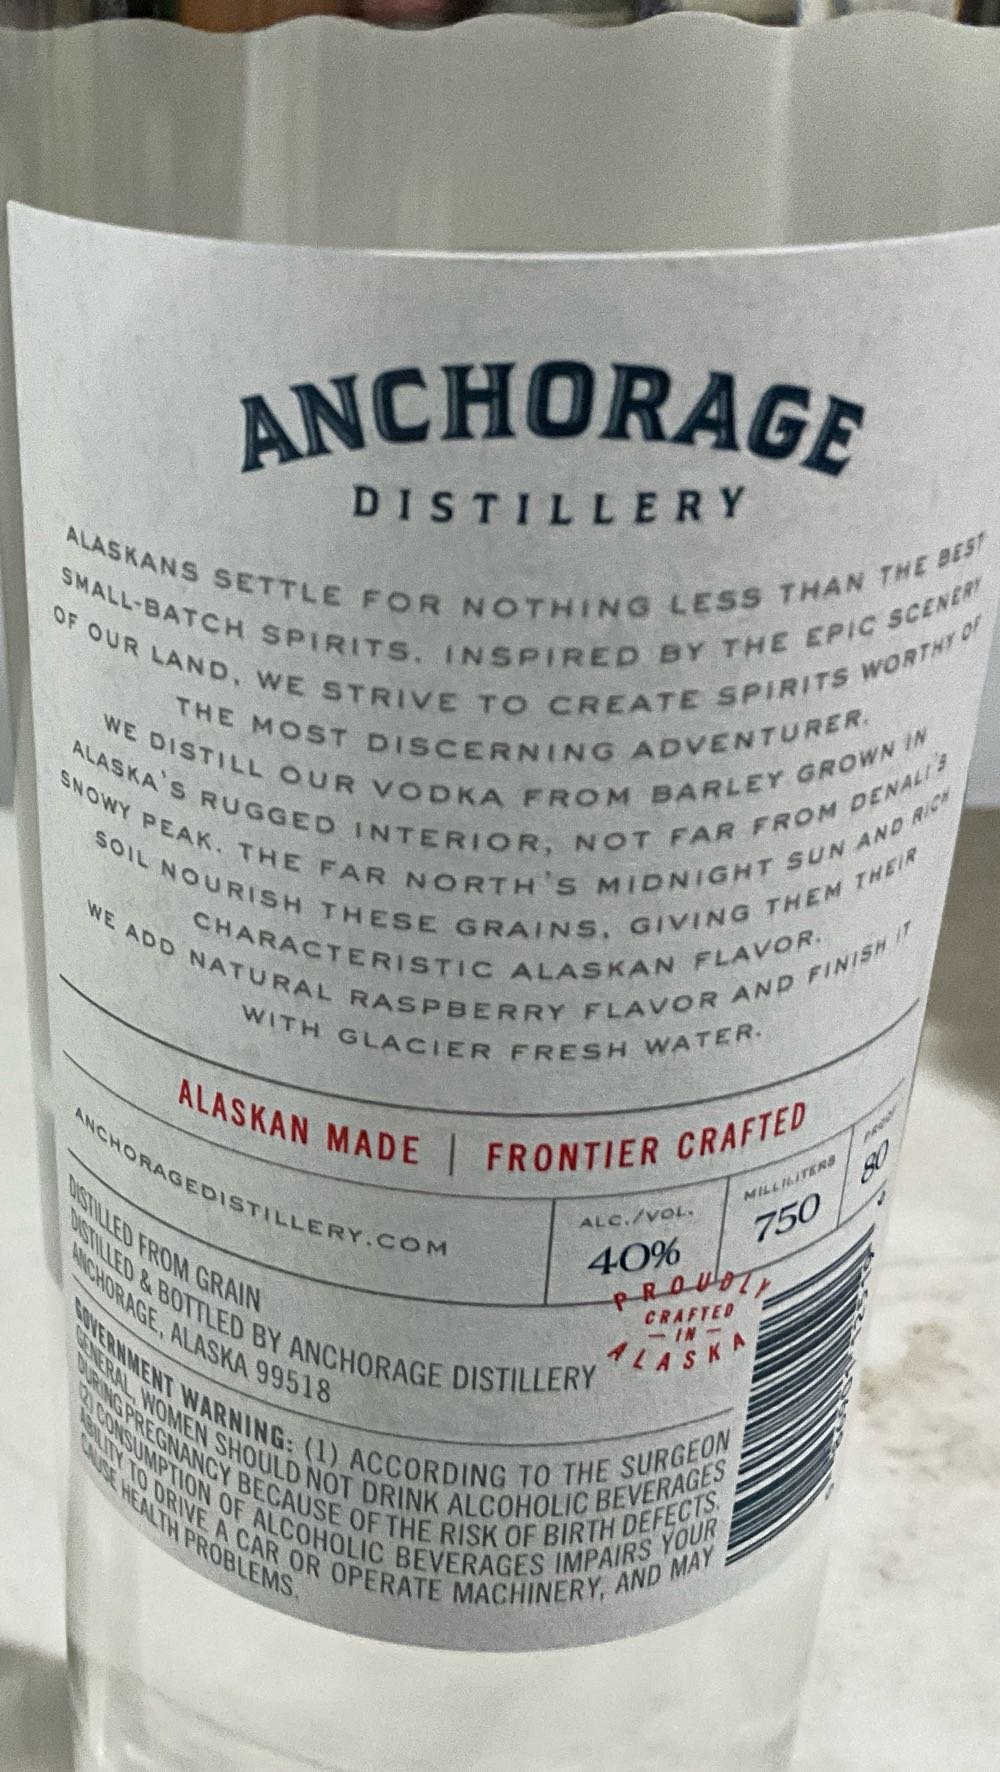 ANCHORAGE
DISTILLERY
ALASKANS SETTLE FOR NOTHING LESS THAN THE BEST
SMALL-BATCH SPIRITS. INSPIRED BY THE EPIC SCENERY
OF OUR LAND, WE STRIVE TO CREATE SPIRITS WORTHY OF
THE MOST DISCERNING ADVENTURER.
WE DISTILL OUR VODKA FROM BARLEY GROWN IN
ALASKA'S RUGGED INTERIOR, NOT FAR FROM DENALI'S
SNOWY PEAK. THE FAR NORTH'S MIDNIGHT SUN AND RICH
SOIL NOURISH THESE GRAINS, GIVING THEM THEIR
CHARACTERISTIC ALASKAN FLAVOR.
WE ADD NATURAL RASPBERRY FLAVOR AND FINISH IT
WITH GLACIER FRESH WATER.
ALASKAN MADE | FRONTIER CRAFTED
ANCHORAGEDISTILLERY.COM
ALC./VOL.
40%
MILLILITERS
750
PROOF
80
DISTILLED FROM GRAIN
DISTILLED & BOTTLED BY ANCHORAGE DISTILLERY
ANCHORAGE, ALASKA 99518
PROUDLY
CRAFTED
— IN —
ALASKA
GOVERNMENT WARNING: (1) ACCORDING TO THE SURGEON
GENERAL, WOMEN SHOULD NOT DRINK ALCOHOLIC BEVERAGES
DURING PREGNANCY BECAUSE OF THE RISK OF BIRTH DEFECTS.
(2) CONSUMPTION OF ALCOHOLIC BEVERAGES IMPAIRS YOUR
ABILITY TO DRIVE A CAR OR OPERATE MACHINERY, AND MAY
CAUSE HEALTH PROBLEMS.